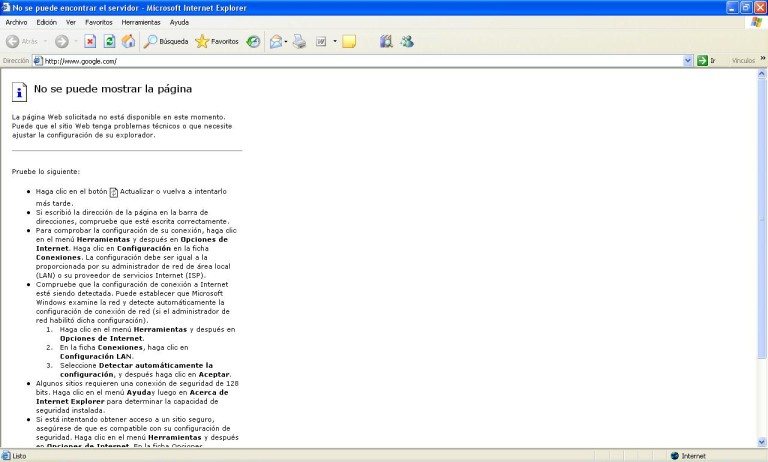 No se puede encontrar el servidor - Microsoft Internet Explorer
Archivo Edición Ver Favoritos Herramientas Ayuda
Atrás Búsqueda Favoritos
Dirección http://www.google.com/ Ir Vínculos »
No se puede mostrar la página
La página Web solicitada no está disponible en este momento.
Puede que el sitio Web tenga problemas técnicos o que necesite
ajustar la configuración de su explorador.
Pruebe lo siguiente:
Haga clic en el botón Actualizar o vuelva a intentarlo
más tarde.
Si escribió la dirección de la página en la barra de
direcciones, compruebe que esté escrita correctamente.
Para comprobar la configuración de su conexión, haga clic
en el menú Herramientas y después en Opciones de
Internet. Haga clic en Configuración en la ficha
Conexiones. La configuración debe ser igual a la
proporcionada por su administrador de red de área local
(LAN) o su proveedor de servicios Internet (ISP).
Compruebe que la configuración de conexión a Internet
esté siendo detectada. Puede establecer que Microsoft
Windows examine la red y detecte automáticamente la
configuración de conexión de red (si el administrador de
red habilitó dicha configuración).
1. Haga clic en el menú Herramientas y después en
Opciones de Internet.
2. En la ficha Conexiones, haga clic en
Configuración LAN.
3. Seleccione Detectar automáticamente la
configuración, y después haga clic en Aceptar.
Algunos sitios requieren una conexión de seguridad de 128
bits. Haga clic en el menú Ayuday luego en Acerca de
Internet Explorer para determinar la capacidad de
seguridad instalada.
Si está intentando obtener acceso a un sitio seguro,
asegúrese de que es compatible con su configuración de
seguridad. Haga clic en el menú Herramientas y después
en Opciones de Internet. En la ficha Opciones
Listo Internet